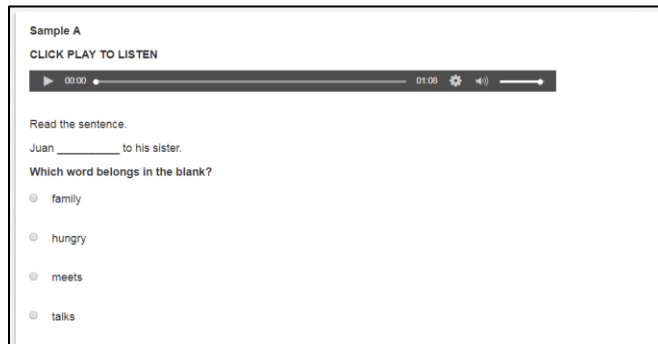 Sample A
CLICK PLAY TO LISTEN
00:00 01:08
Read the sentence.
Juan __________ to his sister.
Which word belongs in the blank?
family
hungry
meets
talks